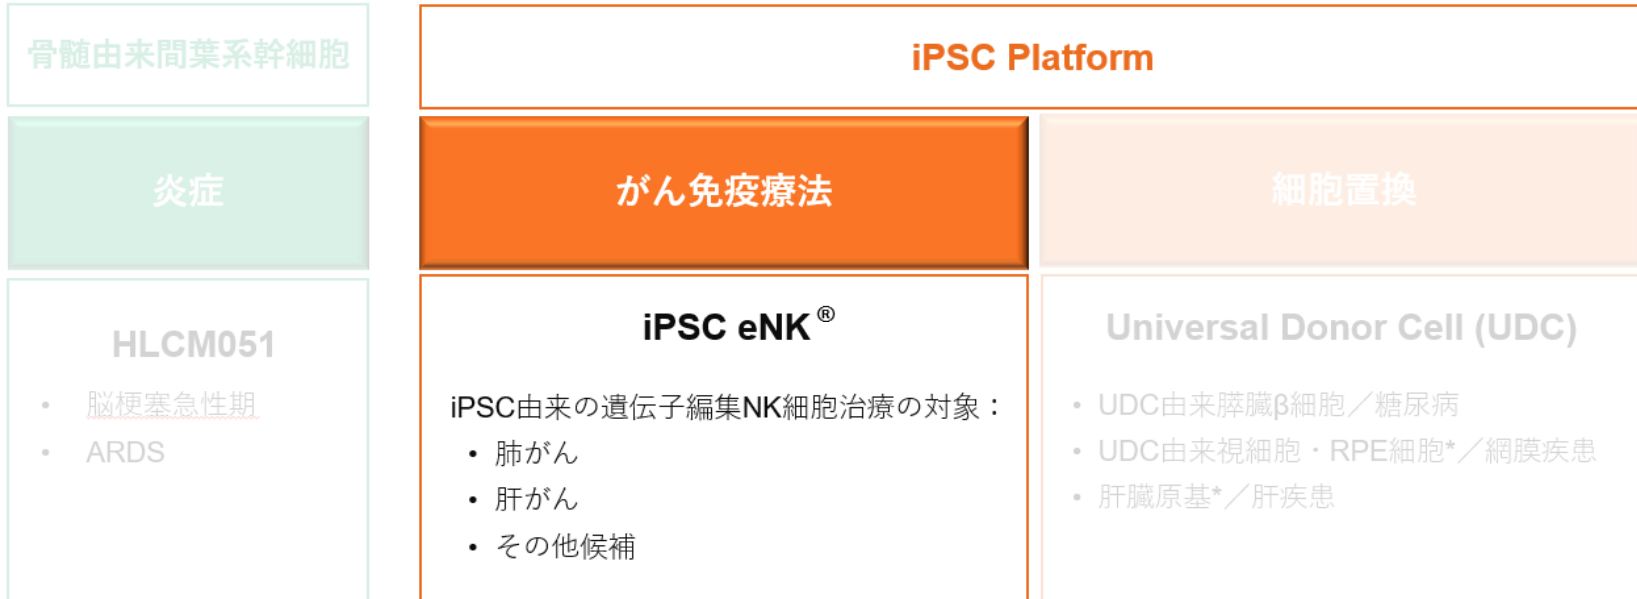 骨髄由来間葉系幹細胞
iPSC Platform
炎症
がん免疫療法
細胞置換
HLCM051
• 脳梗塞急性期
• ARDS
iPSC eNK®
iPSC由来の遺伝子編集NK細胞治療の対象：
• 肺がん
• 肝がん
• その他候補
Universal Donor Cell (UDC)
• UDC由来膵臓β細胞／糖尿病
• UDC由来視細胞・RPE細胞*／網膜疾患
• 肝臓原基*／肝疾患